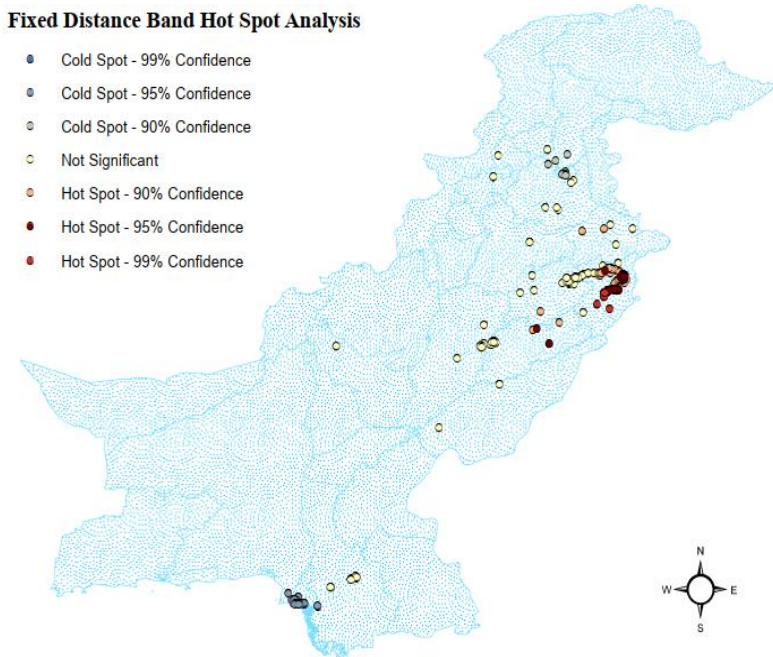 Fixed Distance Band Hot Spot Analysis
Cold Spot - 99% Confidence
Cold Spot - 95% Confidence
Cold Spot - 90% Confidence
Not Significant
Hot Spot - 90% Confidence
Hot Spot - 95% Confidence
Hot Spot - 99% Confidence
N
W E
S